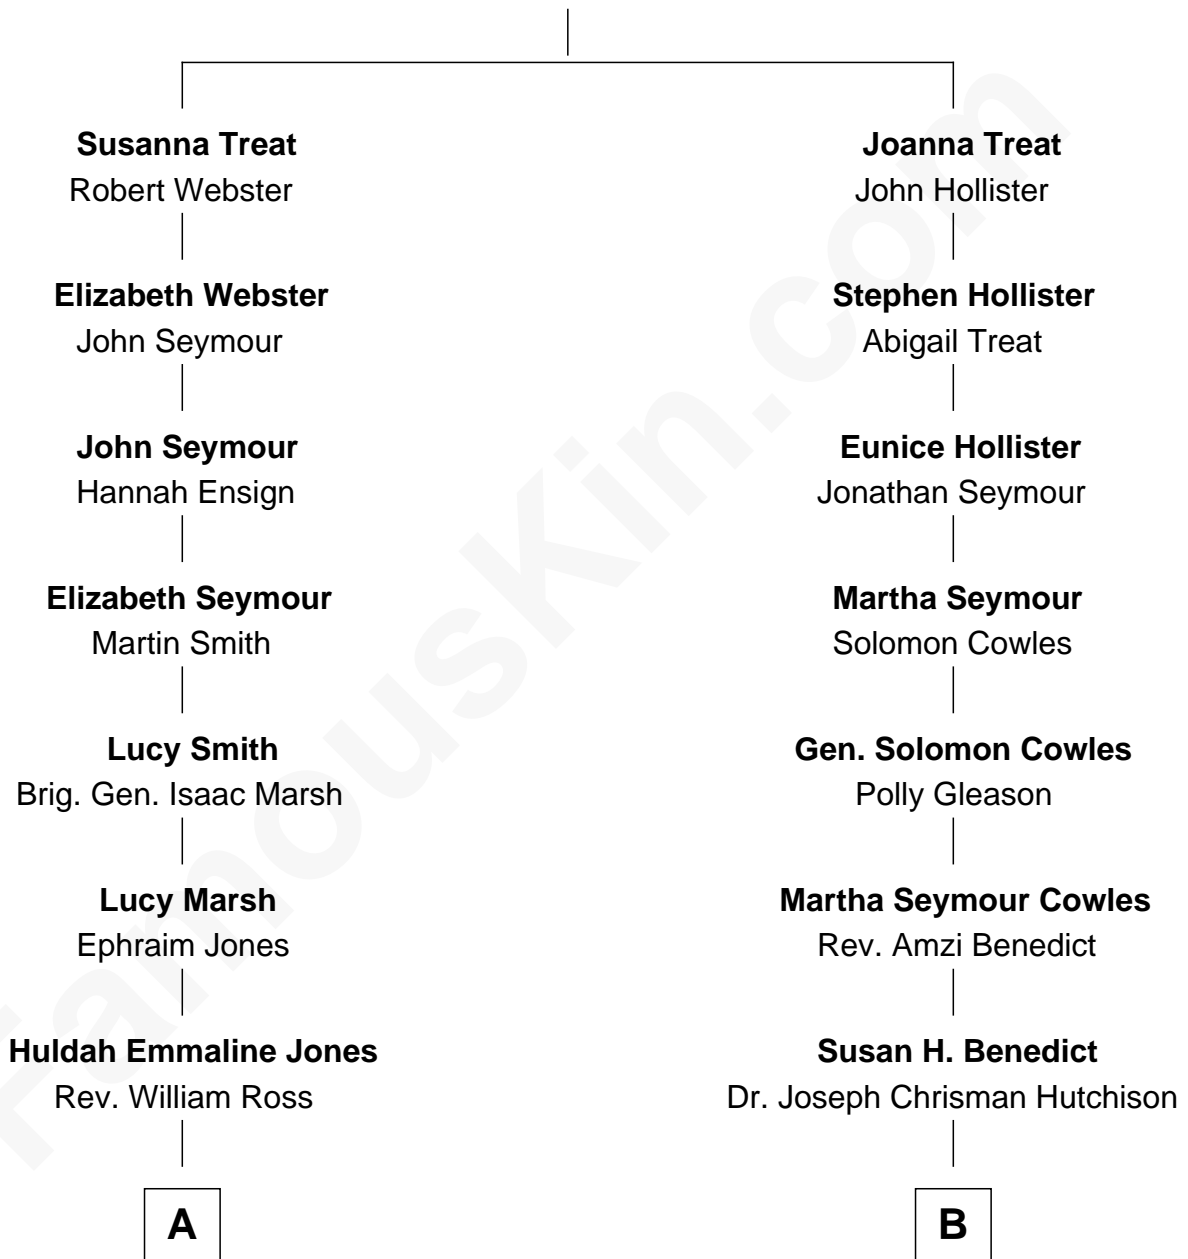 Susanna Treat
Robert Webster
Joanna Treat
John Hollister
Elizabeth Webster
John Seymour
Stephen Hollister
Abigail Treat
John Seymour
Hannah Ensign
Eunice Hollister
Jonathan Seymour
Elizabeth Seymour
Martin Smith
Martha Seymour
Solomon Cowles
Lucy Smith
Brig. Gen. Isaac Marsh
Gen. Solomon Cowles
Polly Gleason
Lucy Marsh
Ephraim Jones
Martha Seymour Cowles
Rev. Amzi Benedict
Huldah Emmaline Jones
Rev. William Ross
Susan H. Benedict
Dr. Joseph Chrisman Hutchison
A
B
FamousKin.com